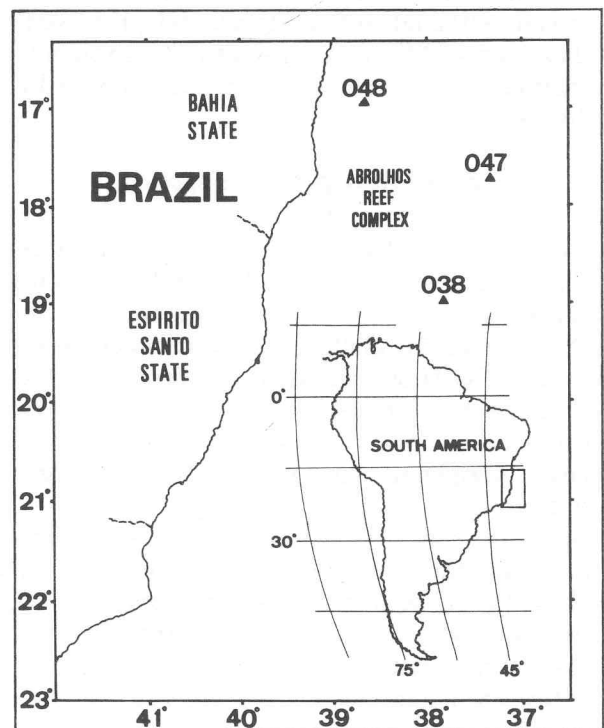 048
17°
BAHIA
STATE
047
ABROLHOS
REEF
COMPLEX
BRAZIL
18°
038
19°
ESPIRITO
SANTO
STATE
20°
0°
SOUTH AMERICA
21°
30°
22°
75° 45°
23°
41 40 39 38 37